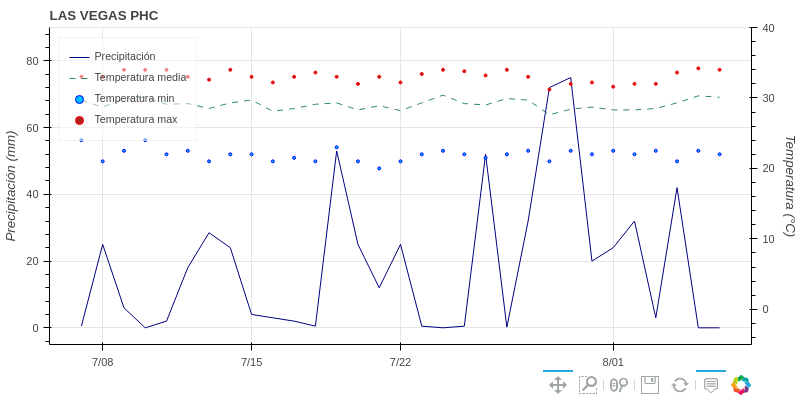 LAS VEGAS PHC
Precipitación
Temperatura media
Temperatura min
Temperatura max
Precipitación (mm)
80
60
40
20
0
40
30
20
10
0
Temperatura (°C)
7/08
7/15
7/22
8/01